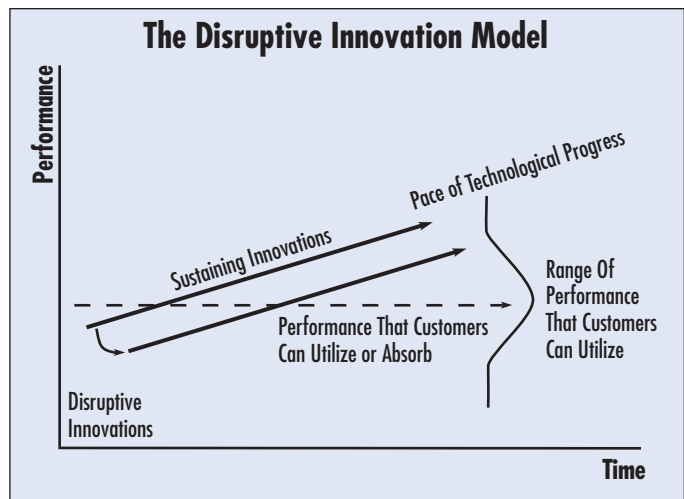 The Disruptive Innovation Model
Performance
Pace of Technological Progress
Sustaining Innovations
Range Of
Performance
That Customers
Can Utilize
Performance That Customers
Can Utilize or Absorb
Disruptive
Innovations
Time